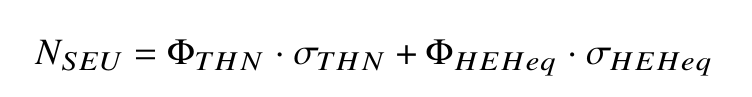 N_{SEU} = Φ_{THN} · σ_{THN} + Φ_{HEHeq} · σ_{HEHeq}